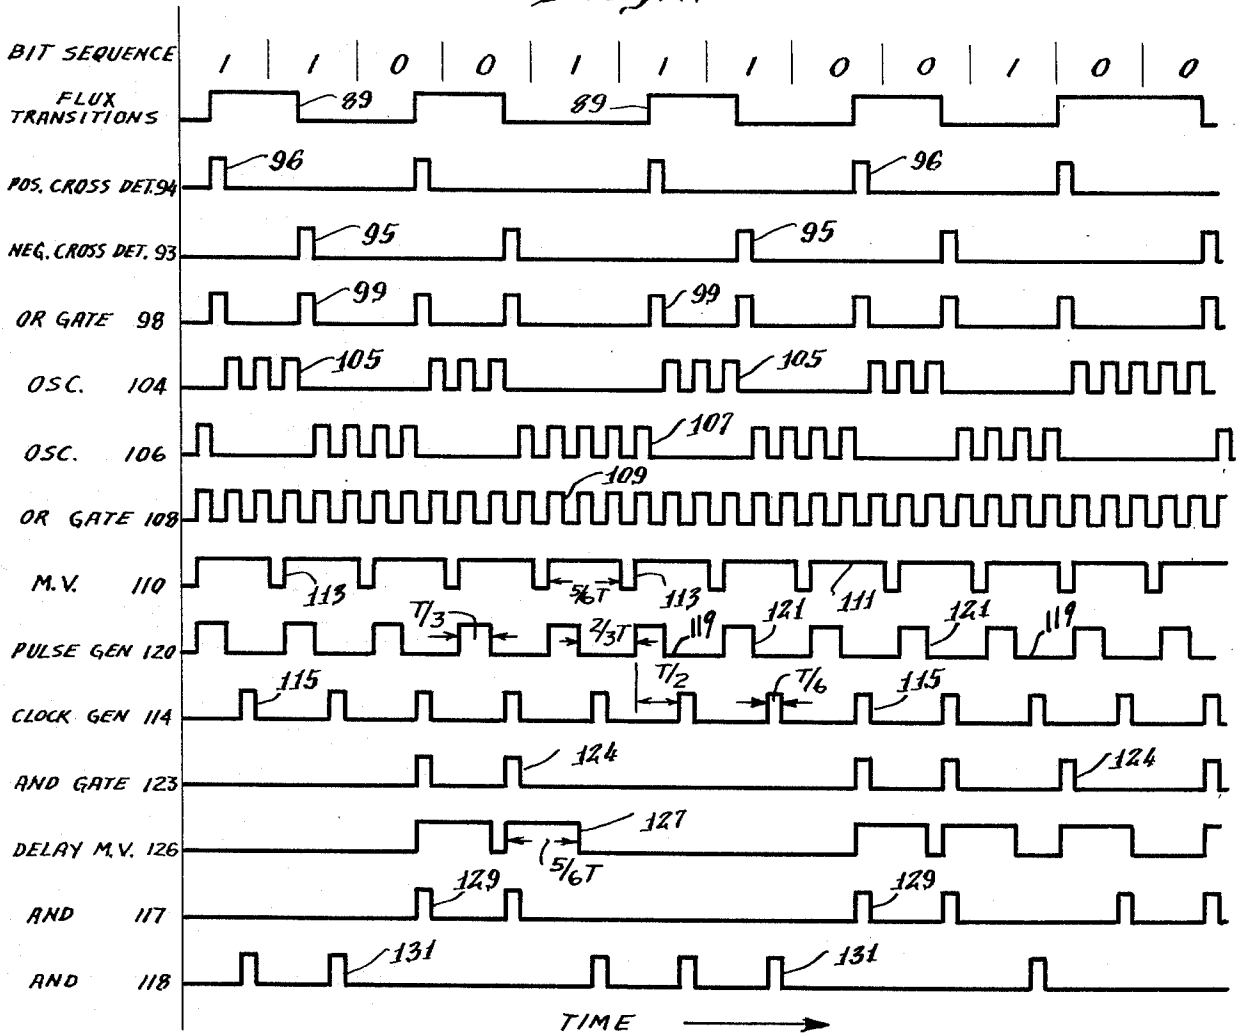 BIT SEQUENCE 1 1 0 0 1 1 1 0 0 1 0 0
FLUX TRANSITIONS 89 89
POS. CROSS DET. 94 96 96
NEG. CROSS DET. 93 95 95
OR GATE 98 99 99
OSC. 104 105 105
OSC. 106 107
OR GATE 108 109
M.V. 110 113 5/6T 113 111
PULSE GEN 120 T/3 2/3T 119 121 121 119
CLOCK GEN 114 115 T/2 T/6 115
AND GATE 123 124 124
DELAY M.V. 126 5/6T 127
AND 117 129 129
AND 118 131 131
TIME